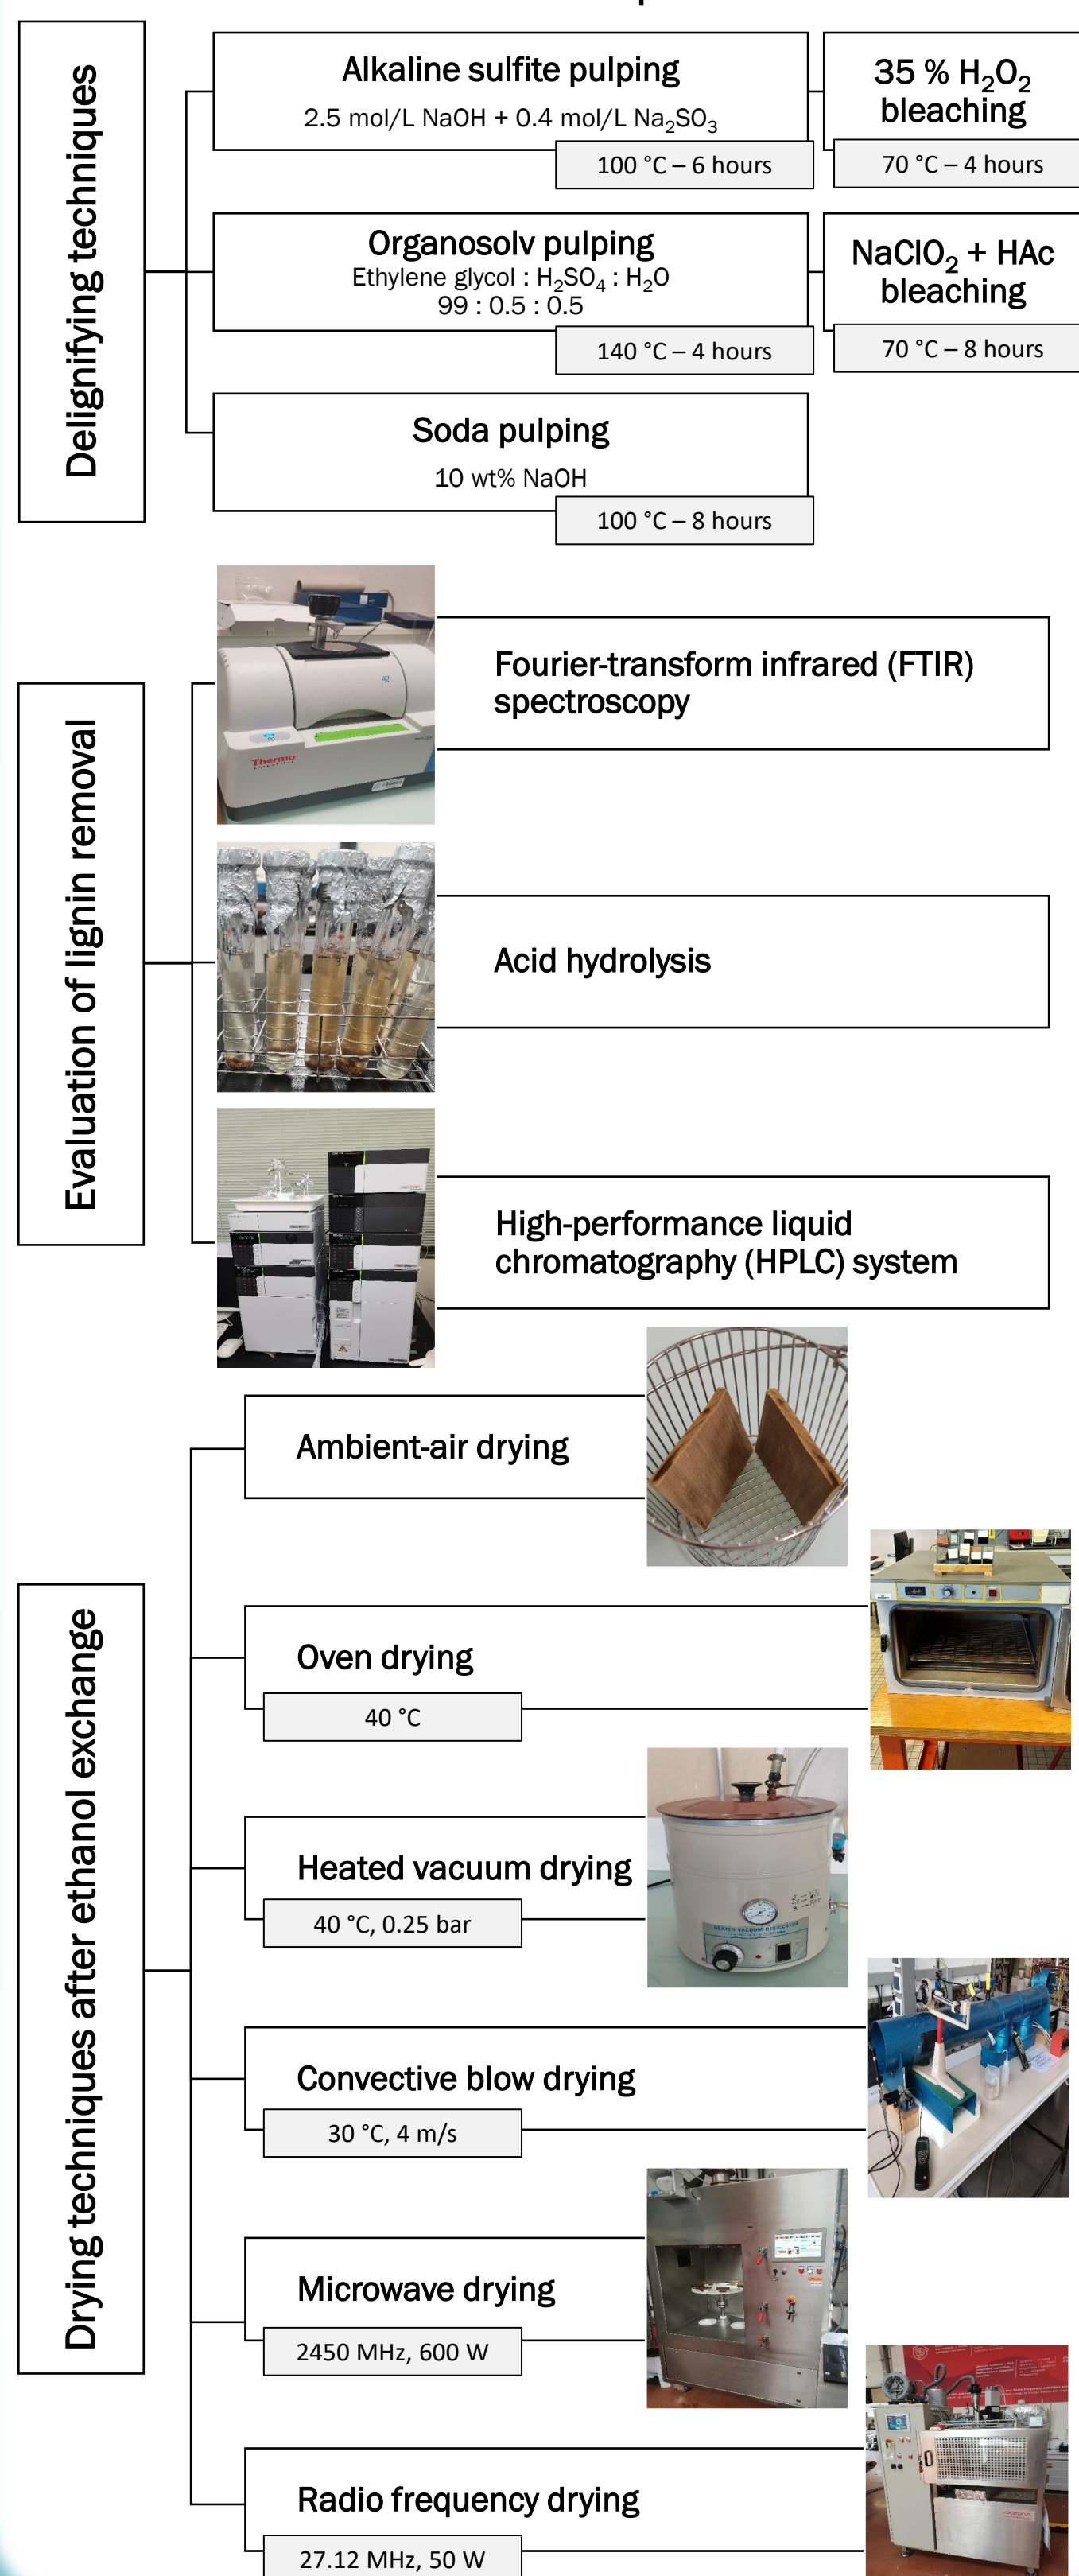 Delignifying techniques
Alkaline sulfite pulping
2.5 mol/L NaOH + 0.4 mol/L Na₂SO₃
100 °C – 6 hours
35 % H₂O₂
bleaching
70 °C – 4 hours
Organosolv pulping
Ethylene glycol : H₂SO₄ : H₂O
99 : 0.5 : 0.5
140 °C – 4 hours
NaClO₂ + HAc
bleaching
70 °C – 8 hours
Soda pulping
10 wt% NaOH
100 °C – 8 hours
Evaluation of lignin removal
Thermo
SCIENTIFIC
Fourier-transform infrared (FTIR)
spectroscopy
Acid hydrolysis
High-performance liquid
chromatography (HPLC) system
Drying techniques after ethanol exchange
Ambient-air drying
Oven drying
40 °C
Heated vacuum drying
40 °C, 0.25 bar
HEATED VACUUM DESICCATOR
Convective blow drying
30 °C, 4 m/s
Microwave drying
2450 MHz, 600 W
Radio frequency drying
27.12 MHz, 50 W